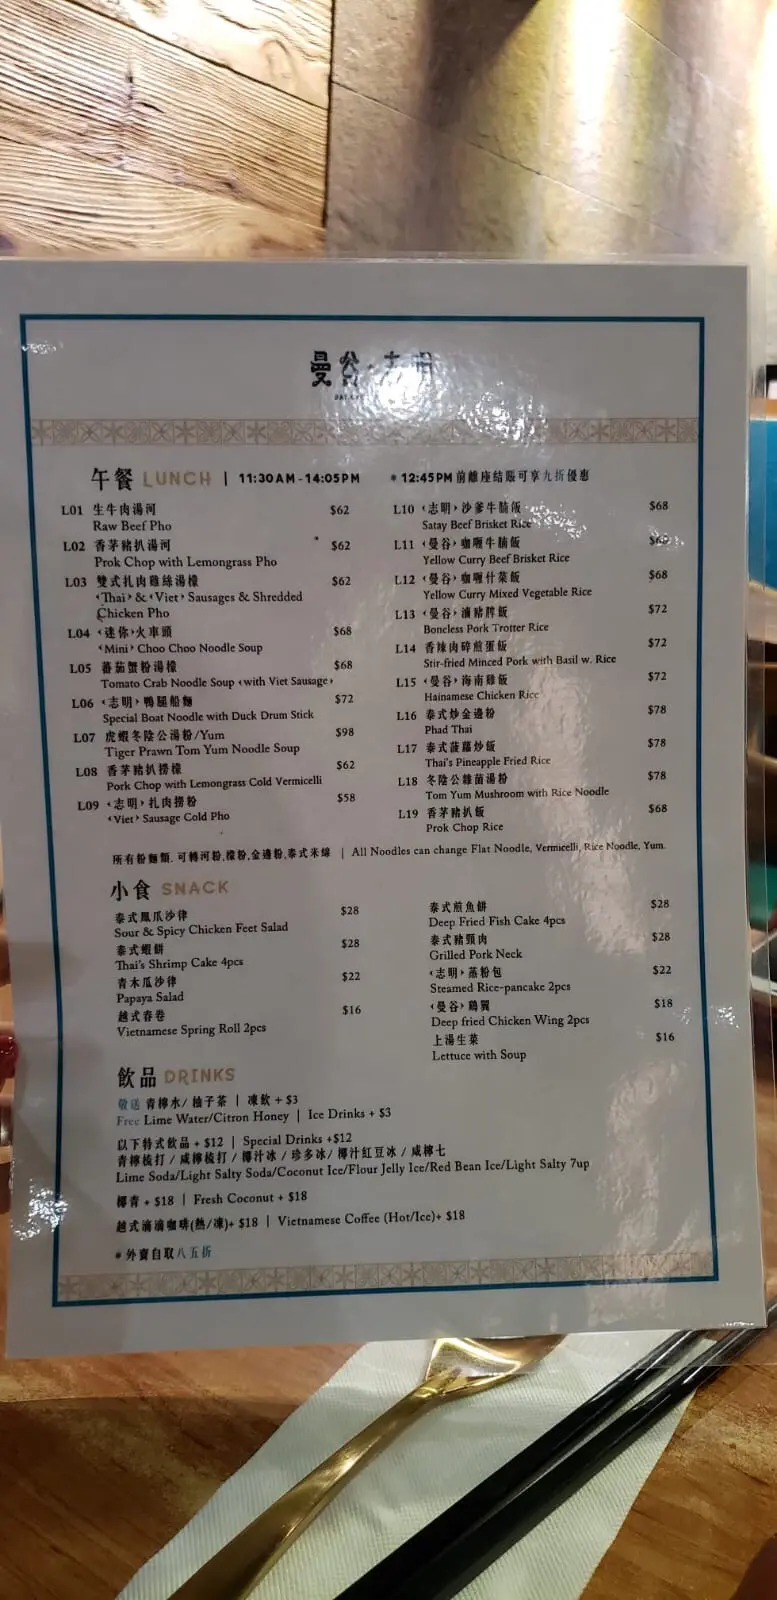 曼谷·志明
午餐 LUNCH | 11:30AM-14:05PM
* 12:45PM前離座結賬可享九折優惠
L01 生牛肉湯河 $62
Raw Beef Pho
L02 香茅豬扒湯河 $62
Prok Chop with Lemongrass Pho
L03 雙式扎肉雞絲湯檬 $62
‹Thai› & ‹Viet› Sausages & Shredded
Chicken Pho
L04 ‹迷你›火車頭 $68
‹Mini› Choo Choo Noodle Soup
L05 蕃茄蟹粉湯檬 $68
Tomato Crab Noodle Soup ‹with Viet Sausage›
L06 ‹志明›鴨腿船麵 $72
Special Boat Noodle with Duck Drum Stick
L07 虎蝦冬陰公湯粉/Yum $98
Tiger Prawn Tom Yum Noodle Soup
L08 香茅豬扒撈檬 $62
Pork Chop with Lemongrass Cold Vermicelli
L09 ‹志明›扎肉撈粉 $58
‹Viet› Sausage Cold Pho
L10 ‹志明›沙爹牛腩飯 $68
Satay Beef Brisket Rice
L11 ‹曼谷›咖喱牛腩飯
Yellow Curry Beef Brisket Rice
L12 ‹曼谷›咖喱什菜飯 $68
Yellow Curry Mixed Vegetable Rice
L13 ‹曼谷›滷豬脾飯 $72
Boneless Pork Trotter Rice
L14 香辣肉碎煎蛋飯 $72
Stir-fried Minced Pork with Basil w. Rice
L15 ‹曼谷›海南雞飯 $72
Hainamese Chicken Rice
L16 泰式炒金邊粉 $78
Phad Thai
L17 泰式菠蘿炒飯 $78
Thai's Pineapple Fried Rice
L18 冬陰公雜菌湯粉 $78
Tom Yum Mushroom with Rice Noodle
L19 香茅豬扒飯 $68
Prok Chop Rice
所有粉麵類.可轉河粉,檬粉,金邊粉,泰式米線 | All Noodles can change Flat Noodle, Vermicelli, Rice Noodle, Yum.
小食 SNACK
泰式鳳爪沙律 $28
Sour & Spicy Chicken Feet Salad
泰式蝦餅 $28
Thai's Shrimp Cake 4pcs
青木瓜沙律 $22
Papaya Salad
越式春卷 $16
Vietnamese Spring Roll 2pcs
泰式煎魚餅 $28
Deep Fried Fish Cake 4pcs
泰式豬頸肉 $28
Grilled Pork Neck
‹志明›蒸粉包 $22
Steamed Rice-pancake 2pcs
‹曼谷›鷄翼 $18
Deep fried Chicken Wing 2pcs
上湯生菜 $16
Lettuce with Soup
飲品 DRINKS
敬送 青檸水/ 柚子茶 | 凍飲 + $3
Free Lime Water/Citron Honey | Ice Drinks + $3
以下特式飲品 + $12 | Special Drinks +$12
青檸梳打 / 咸檸梳打 / 椰汁冰 / 珍多冰/ 椰汁紅豆冰 / 咸檸七
Lime Soda/Light Salty Soda/Coconut Ice/Flour Jelly Ice/Red Bean Ice/Light Salty 7up
椰青 + $18 | Fresh Coconut + $18
越式滴滴咖啡(熱/凍)+ $18 | Vietnamese Coffee (Hot/Ice)+ $18
* 外賣自取八五折